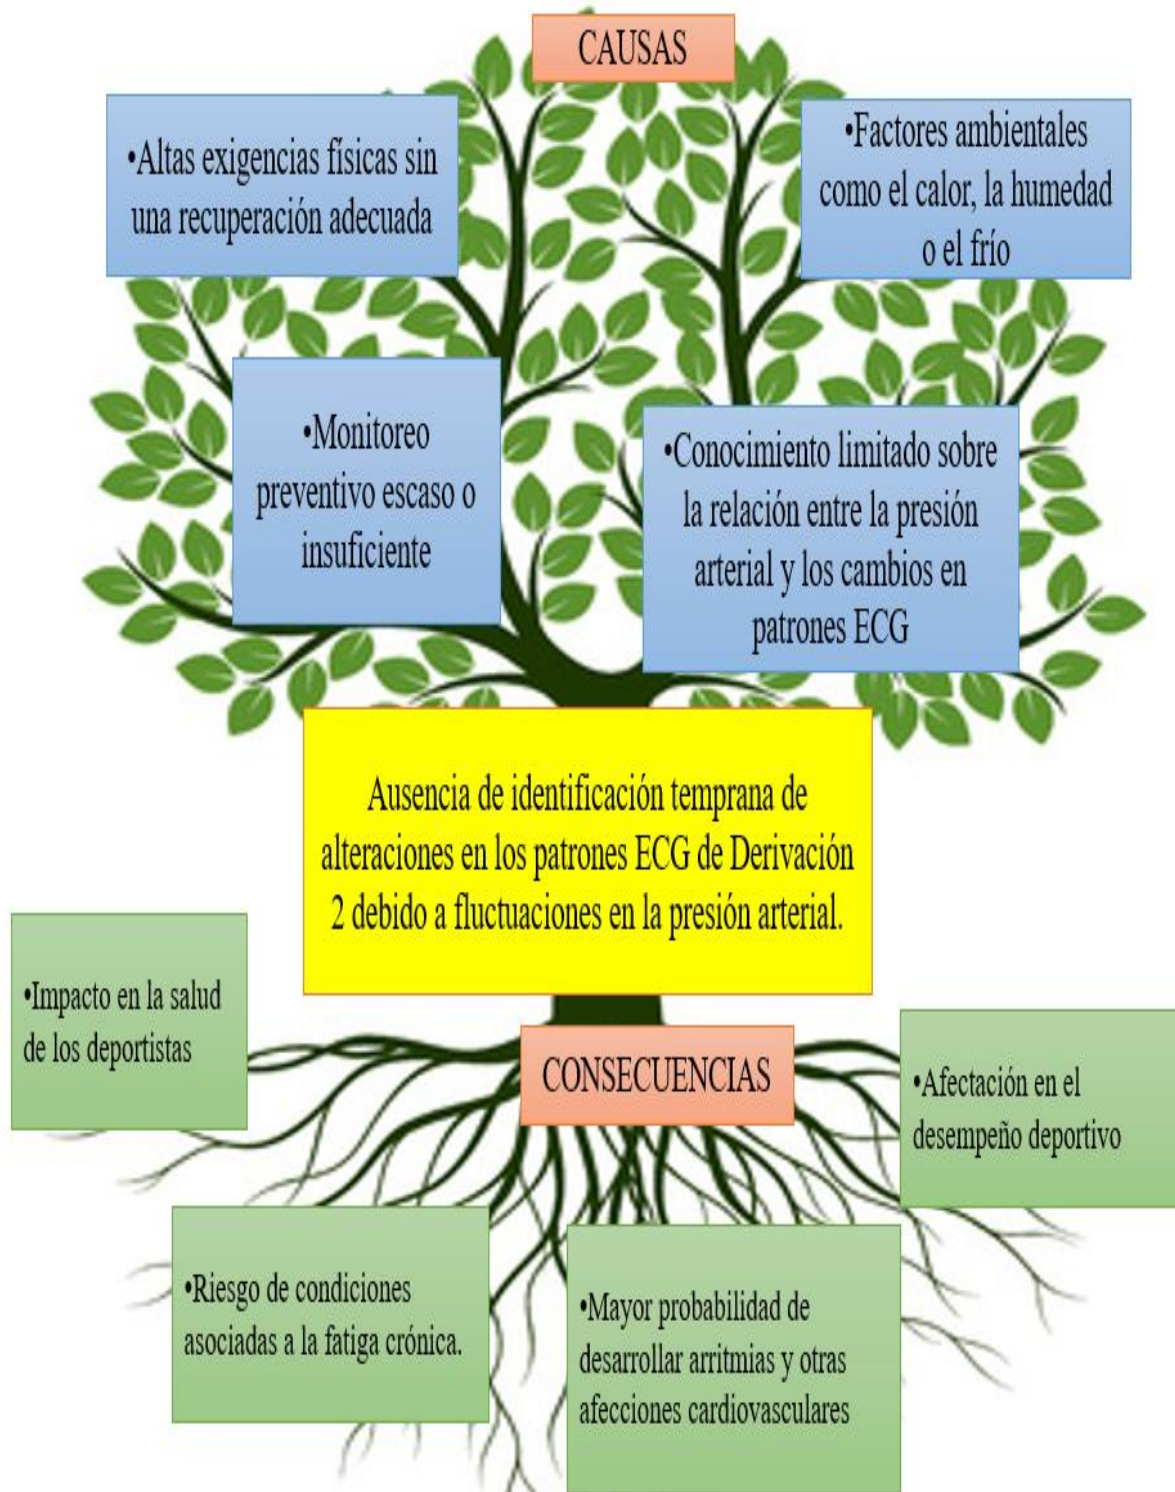 CAUSAS
•Altas exigencias físicas sin
una recuperación adecuada
•Factores ambientales
como el calor, la humedad
o el frío
•Monitoreo
preventivo escaso o
insuficiente
•Conocimiento limitado sobre
la relación entre la presión
arterial y los cambios en
patrones ECG
Ausencia de identificación temprana de
alteraciones en los patrones ECG de Derivación
2 debido a fluctuaciones en la presión arterial.
•Impacto en la salud
de los deportistas
CONSECUENCIAS
•Afectación en el
desempeño deportivo
•Riesgo de condiciones
asociadas a la fatiga crónica.
•Mayor probabilidad de
desarrollar arritmias y otras
afecciones cardiovasculares